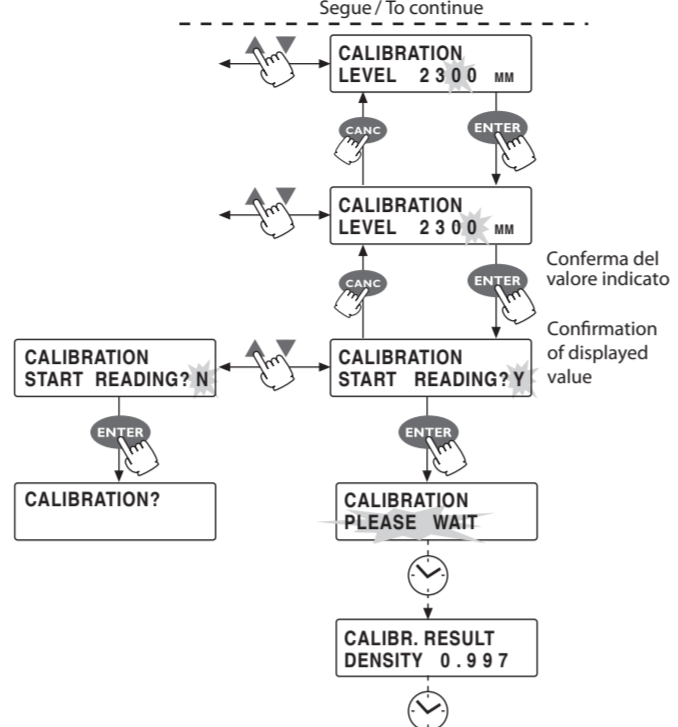 Segue / To continue
CALIBRATION
LEVEL 2300 MM
CANC
ENTER
CALIBRATION
LEVEL 2300 MM
CANC
ENTER
Conferma del
valore indicato
Confirmation
of displayed
value
CALIBRATION
START READING? N
CALIBRATION
START READING? Y
ENTER
ENTER
CALIBRATION?
CALIBRATION
PLEASE WAIT
CALIBR. RESULT
DENSITY 0.997